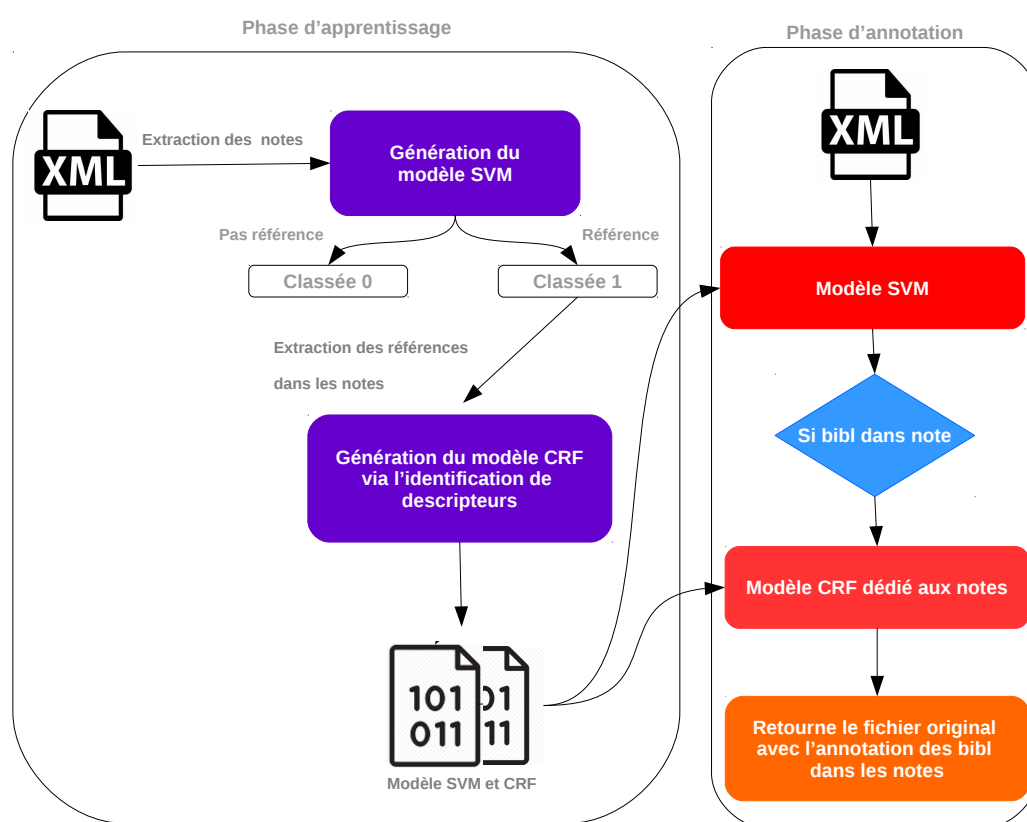 Phase d'apprentissage
XML
Extraction des notes
Génération du
modèle SVM
Pas référence
Référence
Classée 0
Classée 1
Extraction des références
dans les notes
Génération du modèle CRF
via l'identification de
descripteurs
101
011
01
11
Modèle SVM et CRF
Phase d'annotation
XML
Modèle SVM
Si bibl dans note
Modèle CRF dédié aux notes
Retourne le fichier original
avec l'annotation des bibl
dans les notes